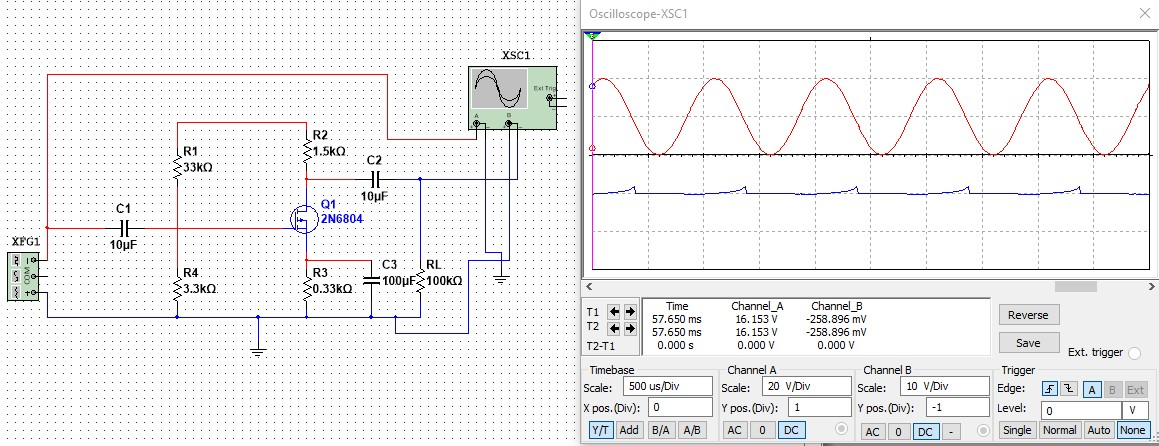 Oscilloscope-XSC1
XSC1
Ext Trig
A B
R1
33kΩ
R2
1.5kΩ
C2
10µF
Q1
2N6804
C1
10µF
XFG1
COM
R4
3.3kΩ
R3
0.33kΩ
C3
100µF
RL
100kΩ
Time Channel_A Channel_B
T1 57.650 ms 16.153 V -258.896 mV
T2 57.650 ms 16.153 V -258.896 mV
T2-T1 0.000 s 0.000 V 0.000 V
Reverse
Save
Ext. trigger
Timebase
Scale: 500 us/Div
X pos.(Div): 0
Y/T Add B/A A/B
Channel A
Scale: 20 V/Div
Y pos.(Div): 1
AC 0 DC
Channel B
Scale: 10 V/Div
Y pos.(Div): -1
AC 0 DC -
Trigger
Edge: A B Ext
Level: 0 V
Single Normal Auto None